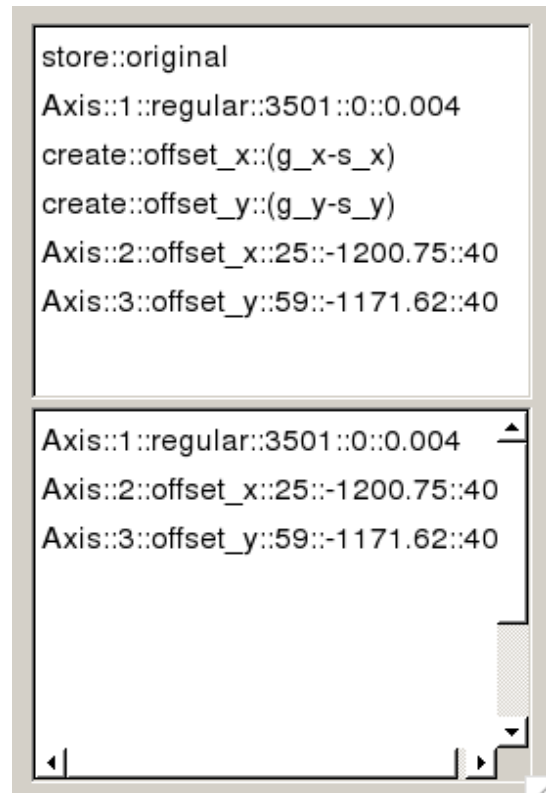 store::original
Axis::1::regular::3501::0::0.004
create::offset_x::(g_x-s_x)
create::offset_y::(g_y-s_y)
Axis::2::offset_x::25::-1200.75::40
Axis::3::offset_y::59::-1171.62::40
Axis::1::regular::3501::0::0.004
Axis::2::offset_x::25::-1200.75::40
Axis::3::offset_y::59::-1171.62::40